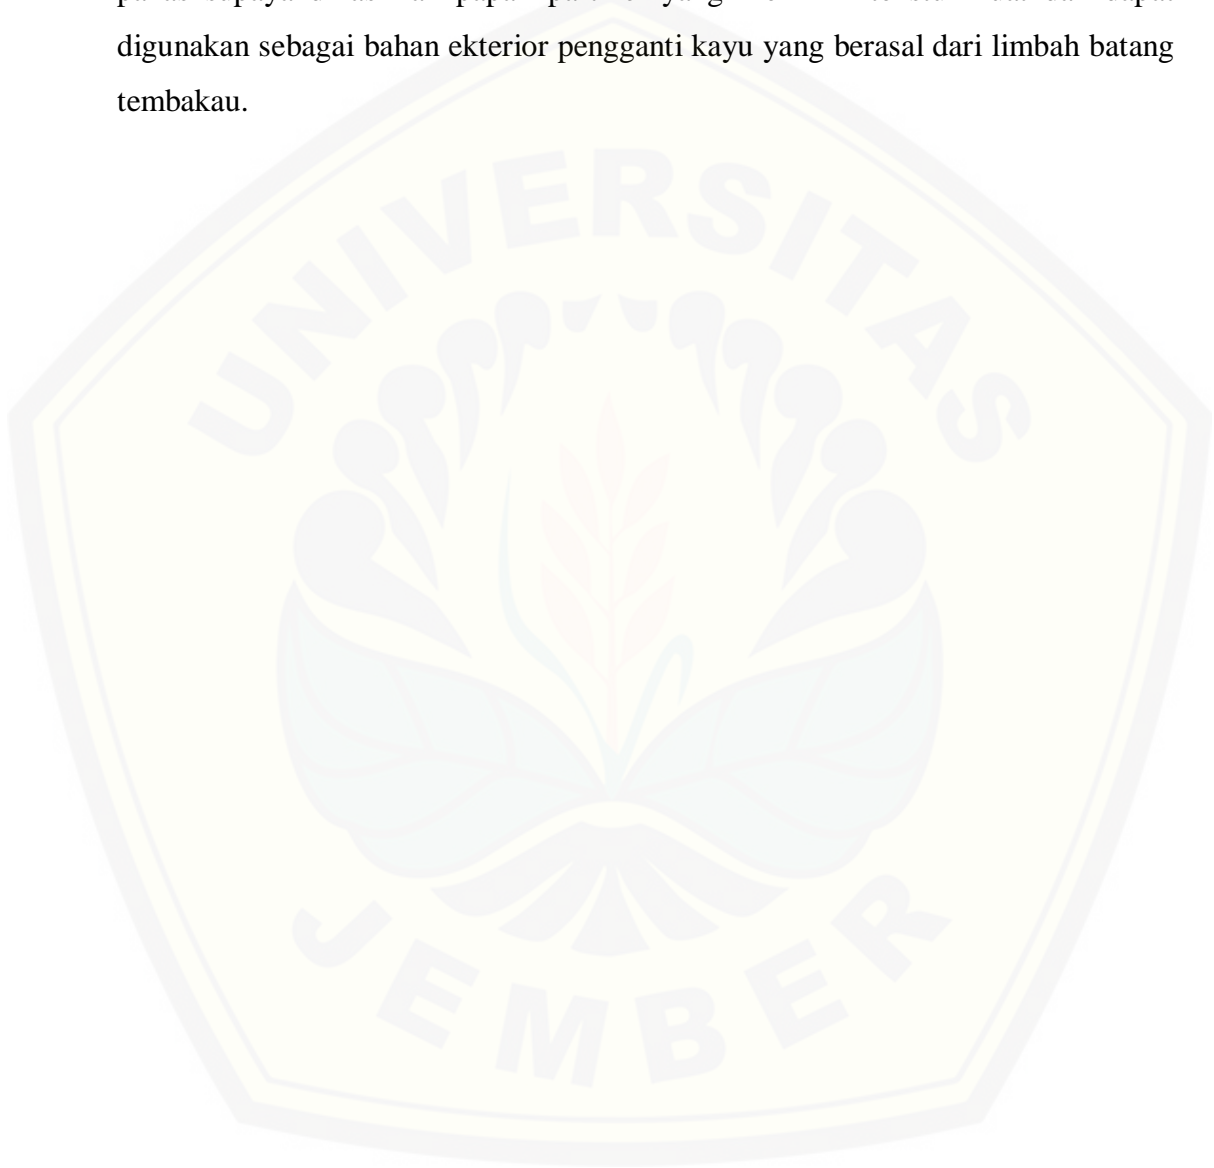 digunakan sebagai bahan ekterior pengganti kayu yang berasal dari limbah batang
tembakau.
UNIVERSITAS
JEMBER